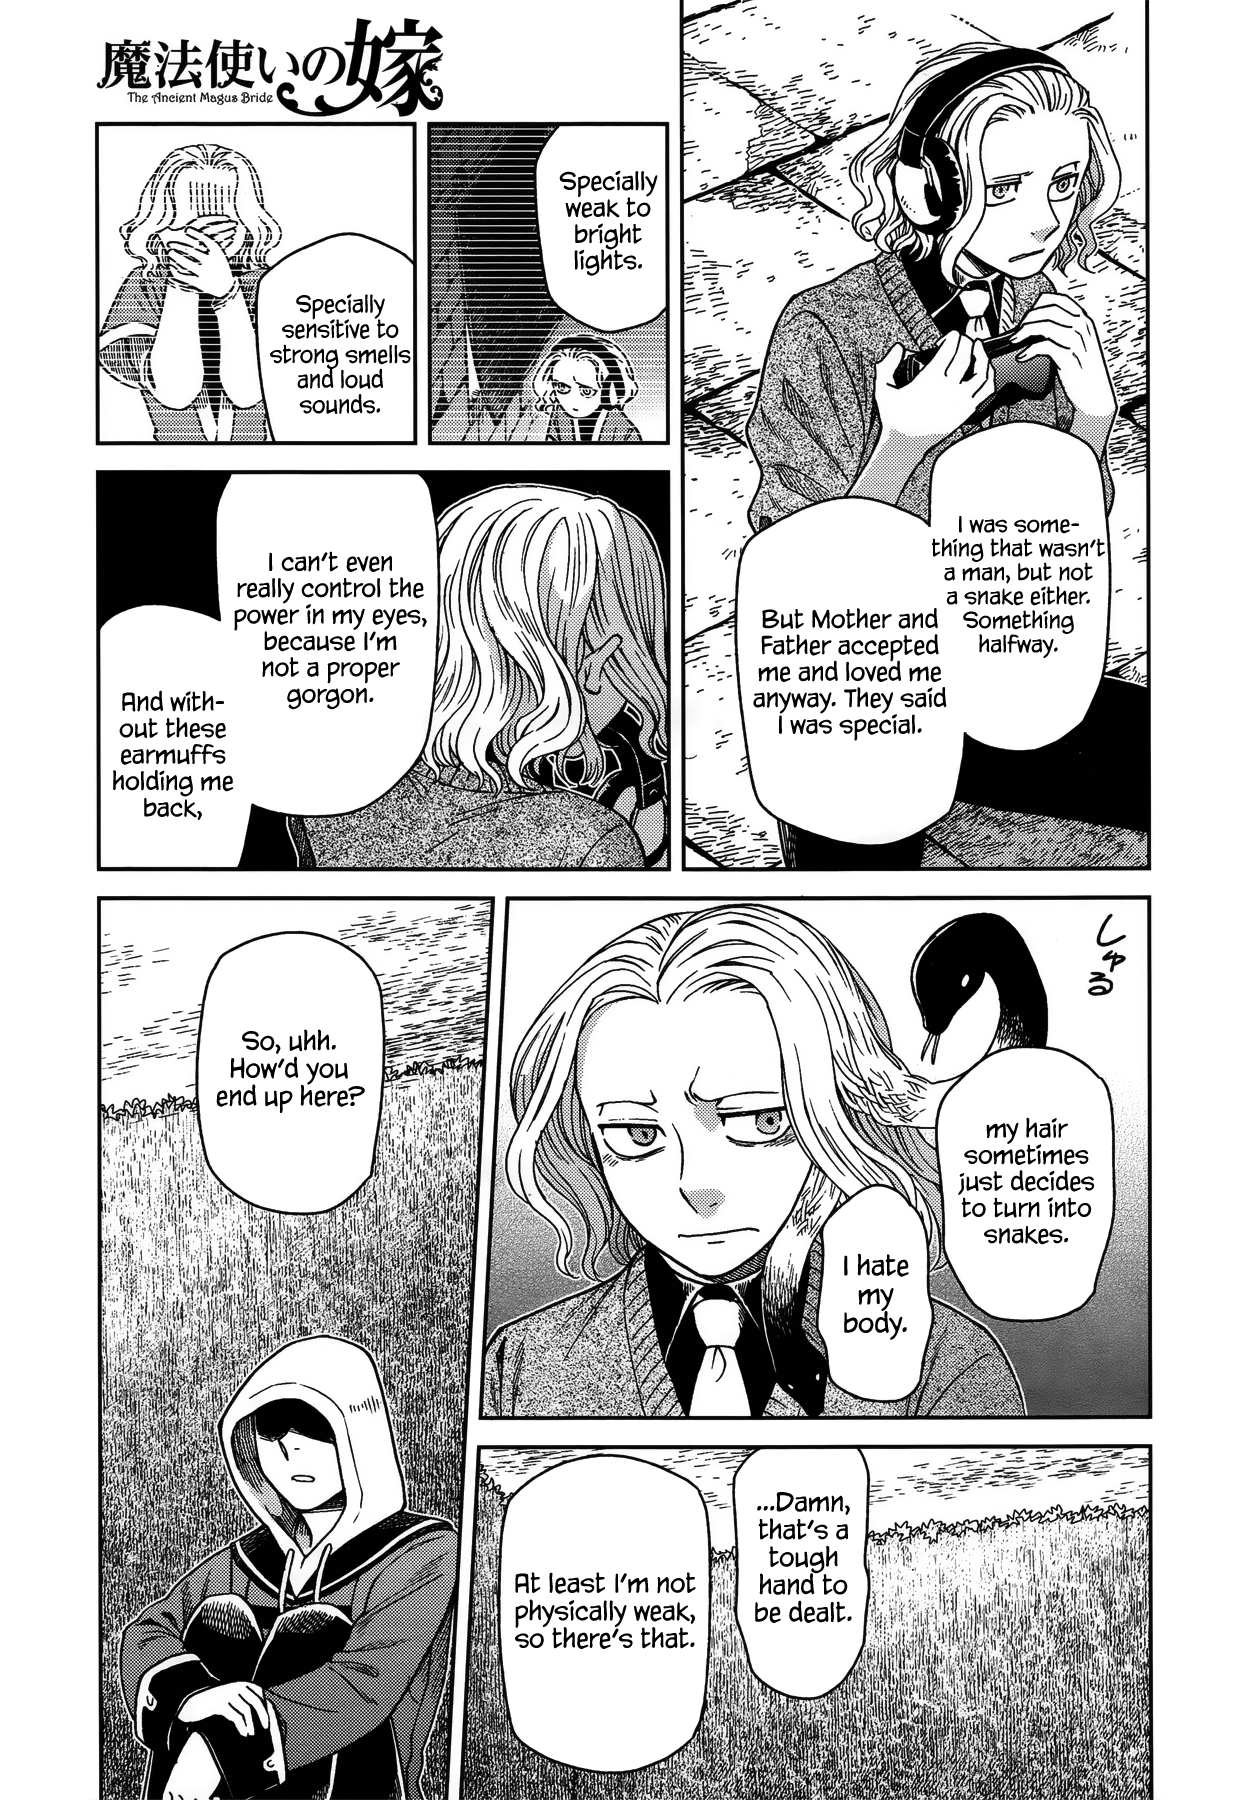 魔法使いの嫁
The Ancient Magus Bride
I was some-
thing that wasn't
a man, but not
a snake either.
Something
halfway.
But Mother and
Father accepted
me and loved me
anyway. They said
I was special.
Specially
weak to
bright
lights.
Specially
sensitive to
strong smells
and loud
sounds.
I can't even
really control the
power in my eyes,
because I'm
not a proper
gorgon.
And with-
out these
earmuffs
holding me
back,
しゅる
my hair
sometimes
just decides
to turn into
snakes.
I hate
my
body.
So, uhh.
How'd you
end up here?
...Damn,
that's a
tough
hand to
be dealt.
At least I'm not
physically weak,
so there's that.